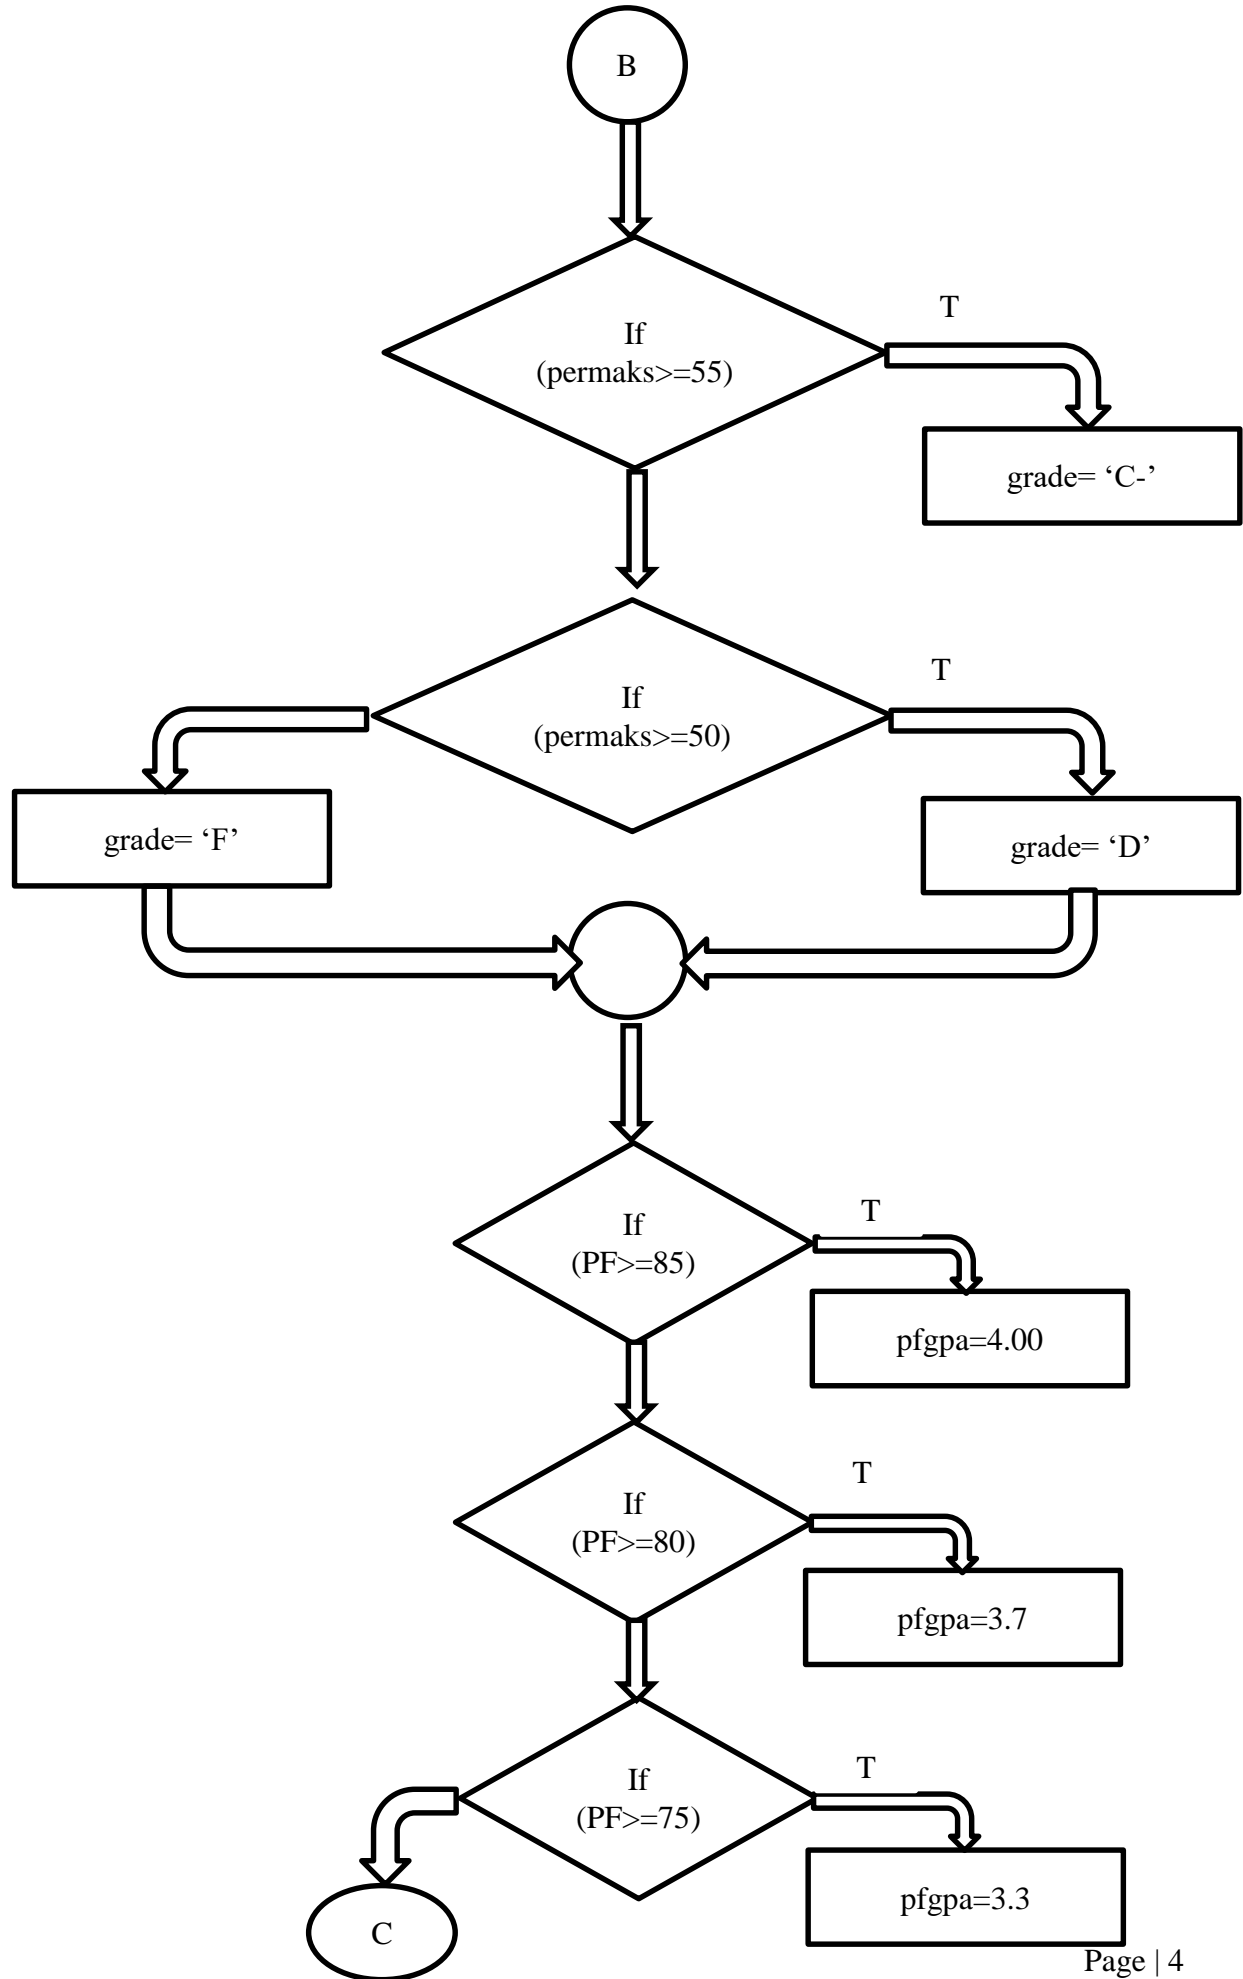 B
If
(permaks>=55)
T
grade= ‘C-’
If
(permaks>=50)
T
grade= ‘F’
grade= ‘D’
If
(PF>=85)
T
pfgpa=4.00
If
(PF>=80)
T
pfgpa=3.7
If
(PF>=75)
T
pfgpa=3.3
C
Page | 4